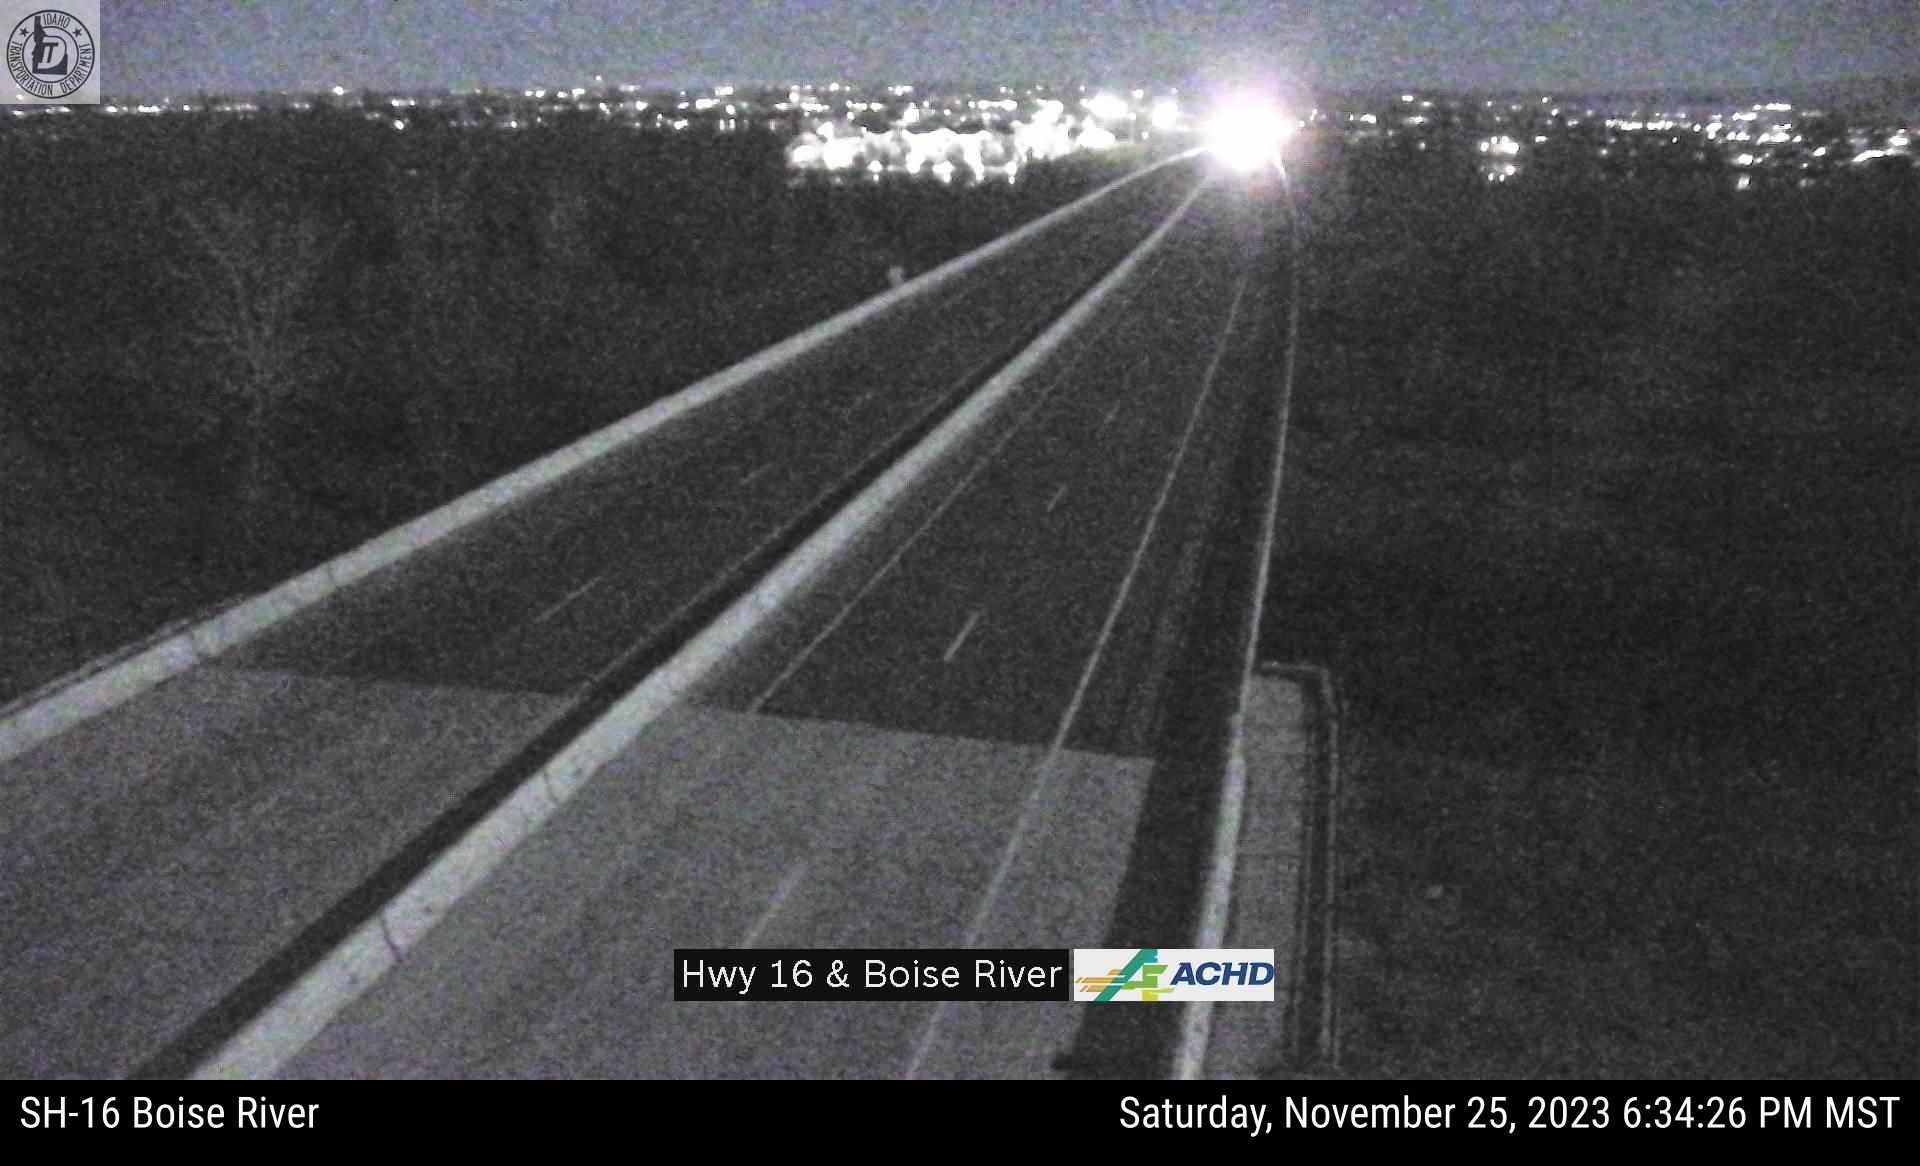 IDAHO
TRANSPORTATION DEPARTMENT
T
Hwy 16 & Boise River
ACHD
SH-16 Boise River
Saturday, November 25, 2023 6:34:26 PM MST